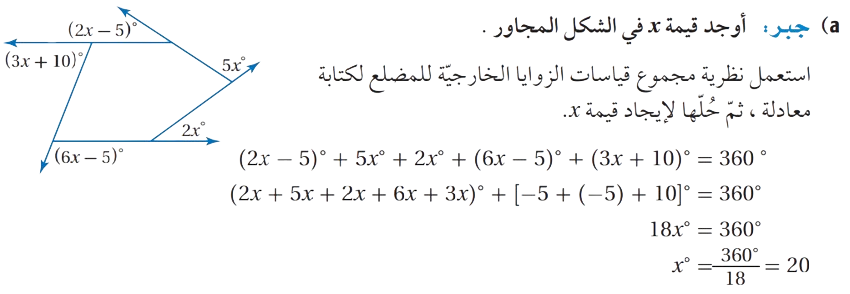 a) جبر: أوجد قيمة x في الشكل المجاور .
استعمل نظرية مجموع قياسات الزوايا الخارجيّة للمضلع لكتابة
معادلة ، ثمّ حُلّها لإيجاد قيمة x.
(2x − 5)°
(3x + 10)°
5x°
2x°
(6x − 5)°
(2x − 5)° + 5x° + 2x° + (6x − 5)° + (3x + 10)° = 360 °
(2x + 5x + 2x + 6x + 3x)° + [−5 + (−5) + 10]° = 360°
18x° = 360°
x° = 360°/18 = 20